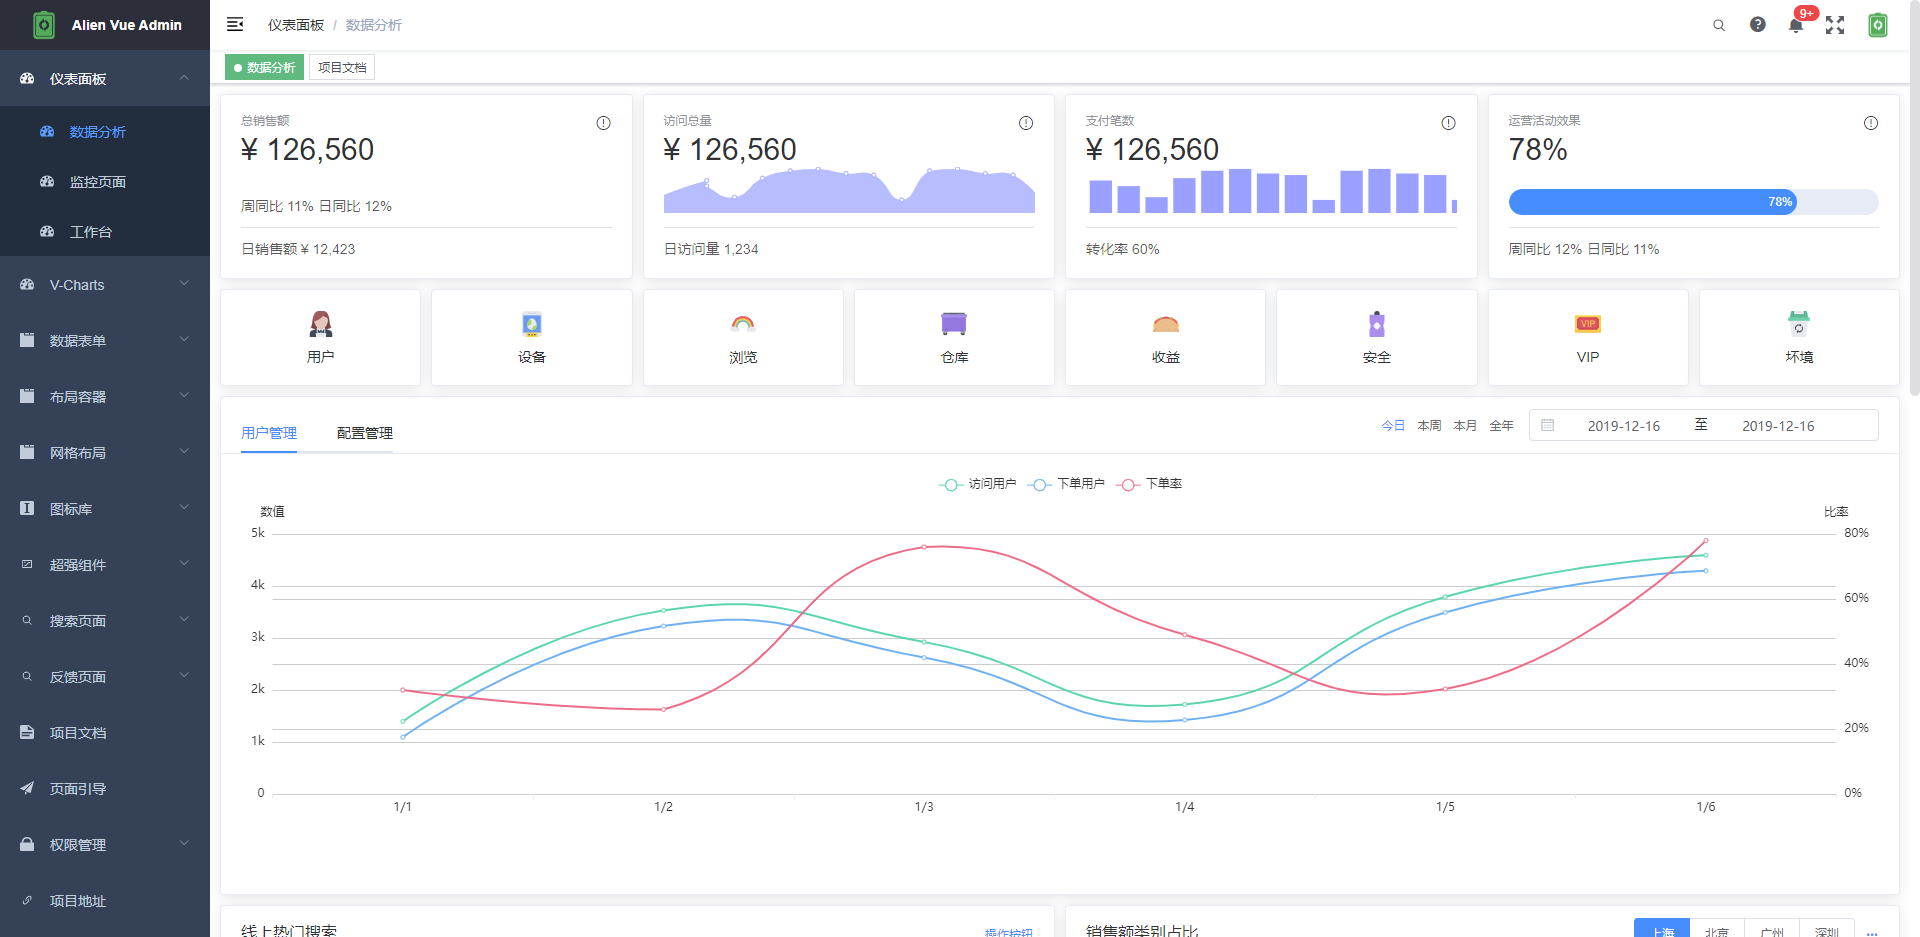 Alien Vue Admin
仪表面板
数据分析
监控页面
工作台
V-Charts
数据表单
布局容器
网格布局
图标库
超强组件
搜索页面
反馈页面
项目文档
页面引导
权限管理
项目地址
仪表面板 / 数据分析
9+
数据分析 项目文档
总销售额
¥ 126,560
周同比 11% 日同比 12%
日销售额 ¥ 12,423
访问总量
¥ 126,560
日访问量 1,234
支付笔数
¥ 126,560
转化率 60%
运营活动效果
78%
78%
周同比 12% 日同比 11%
用户
设备
浏览
仓库
收益
安全
VIP
VIP
坏境
用户管理 配置管理
今日 本周 本月 全年 2019-12-16 至 2019-12-16
访问用户 下单用户 下单率
数值 比率
5k
4k
3k
2k
1k
0
80%
60%
40%
20%
0%
1/1 1/2 1/3 1/4 1/5 1/6
线上热门搜索 操作按钮
销售额类别占比 上海 北京 广州 深圳 ...